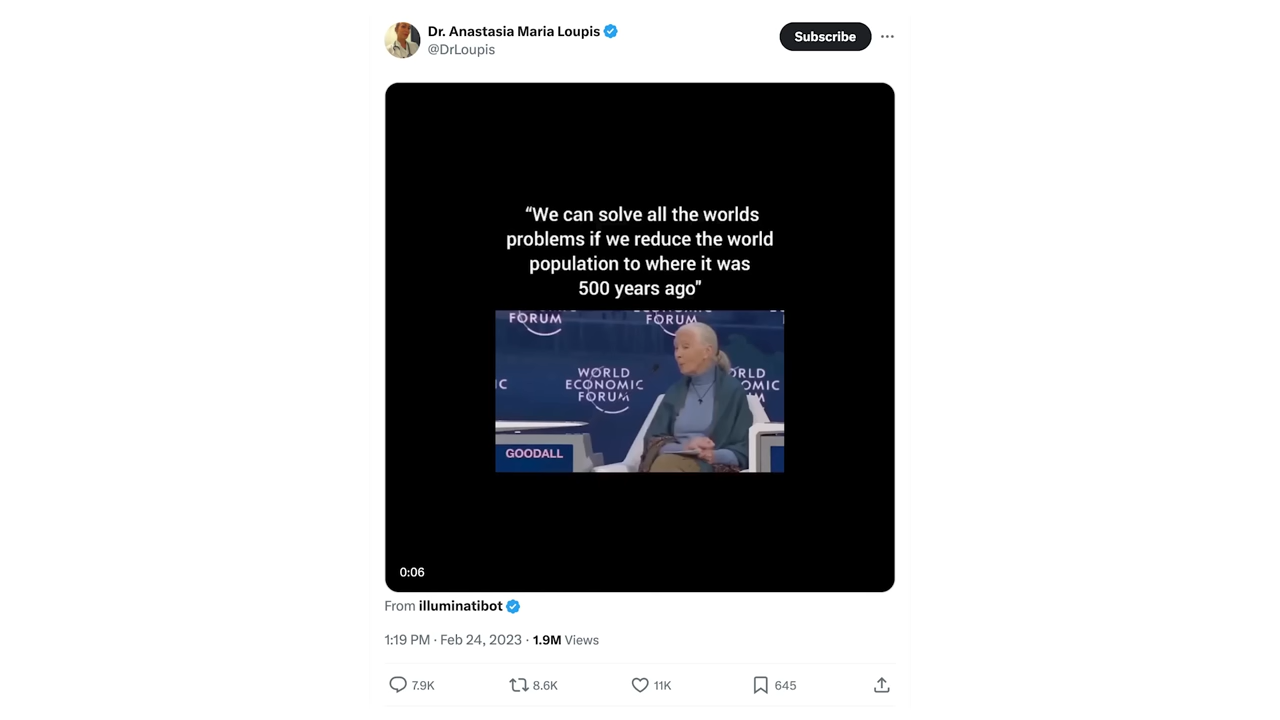 Dr. Anastasia Maria Loupis
@DrLoupis
Subscribe
“We can solve all the worlds
problems if we reduce the world
population to where it was
500 years ago"
FORUM
ECONOMIC
FORUM
IC
WORLD
ECONOMIC
FORUM
ORLD
OMIC
M
GOODALL
0:06
From illuminatibot
1:19 PM · Feb 24, 2023 · 1.9M Views
7.9K 8.6K 11K 645